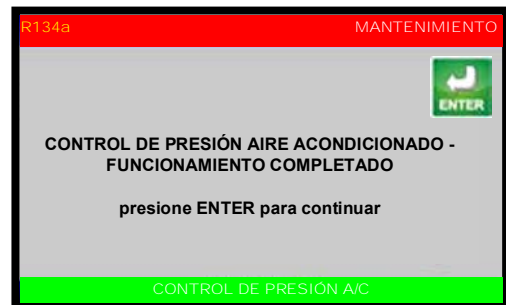 R134a MANTENIMIENTO
ENTER
CONTROL DE PRESIÓN AIRE ACONDICIONADO -
FUNCIONAMIENTO COMPLETADO
presione ENTER para continuar
CONTROL DE PRESIÓN A/C